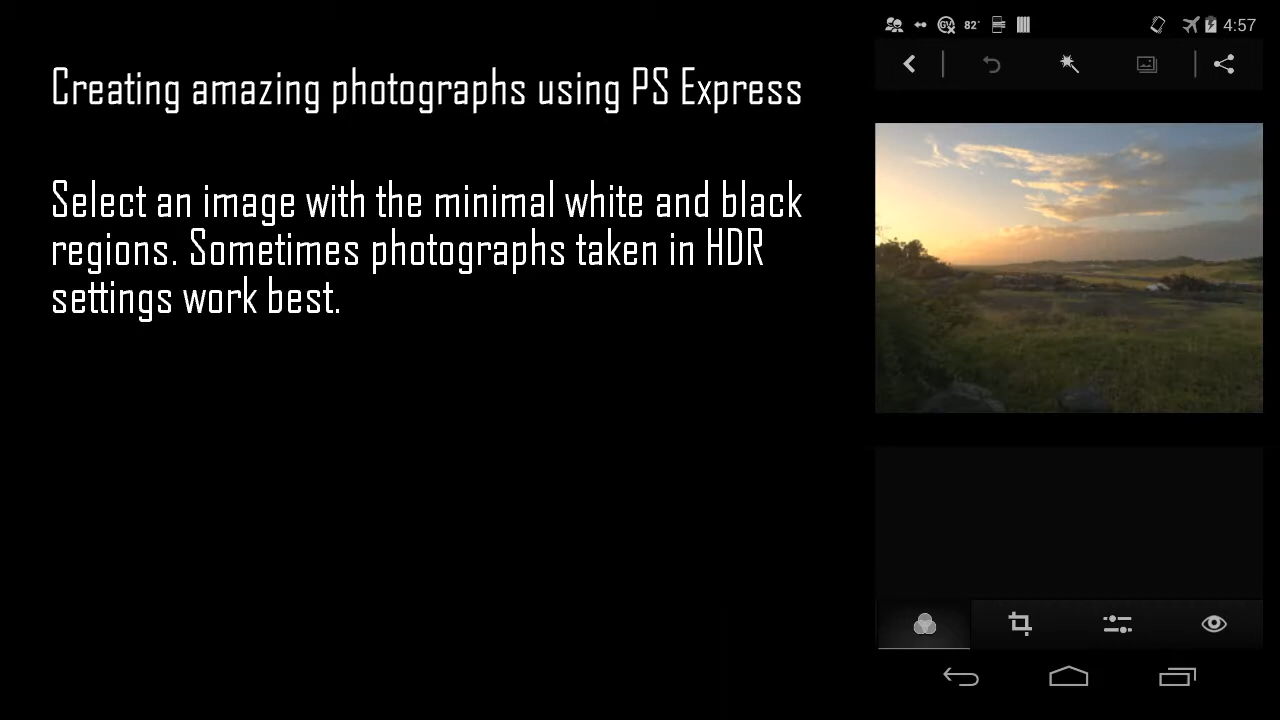 Creating amazing photographs using PS Express
Select an image with the minimal white and black
regions. Sometimes photographs taken in HDR
settings work best.
82°
4:57